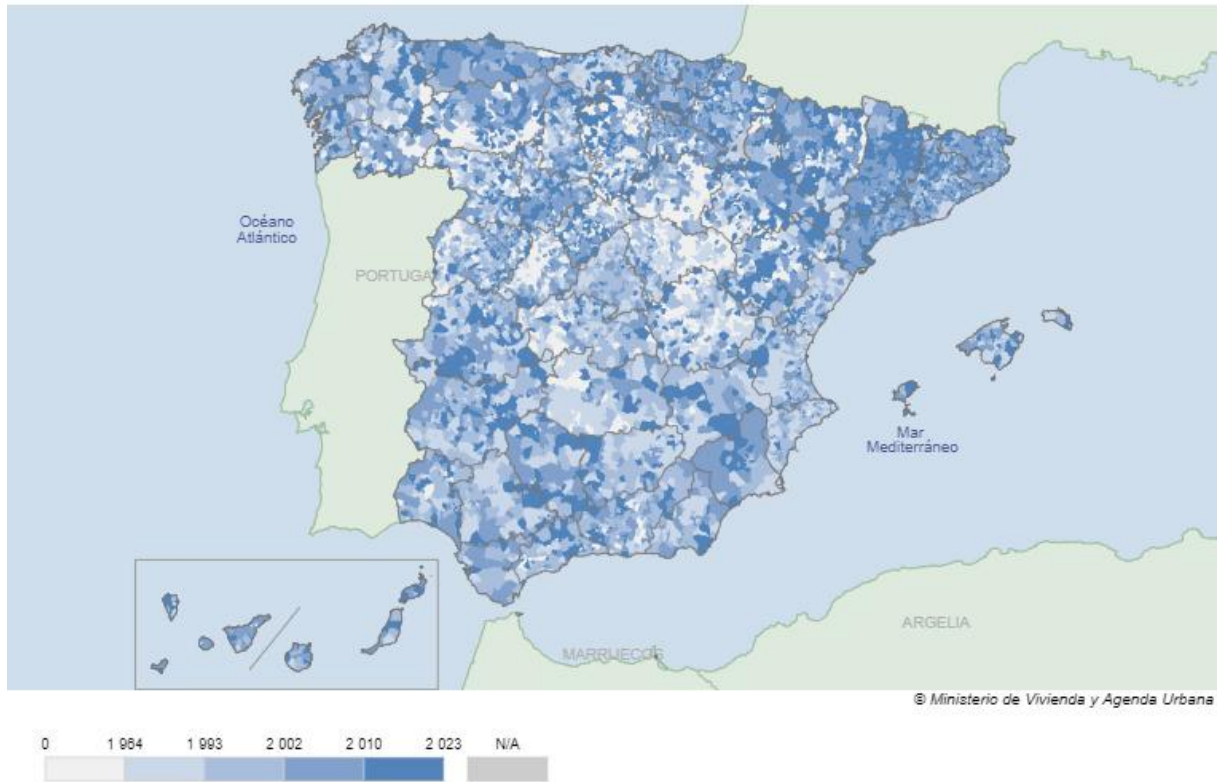 Océano
Atlántico
PORTUGA
Mar
Mediterráneo
ARGELIA
MARRUECOS
© Ministerio de Vivienda y Agenda Urbana
0 1 964 1 993 2 002 2 010 2 023 N/A